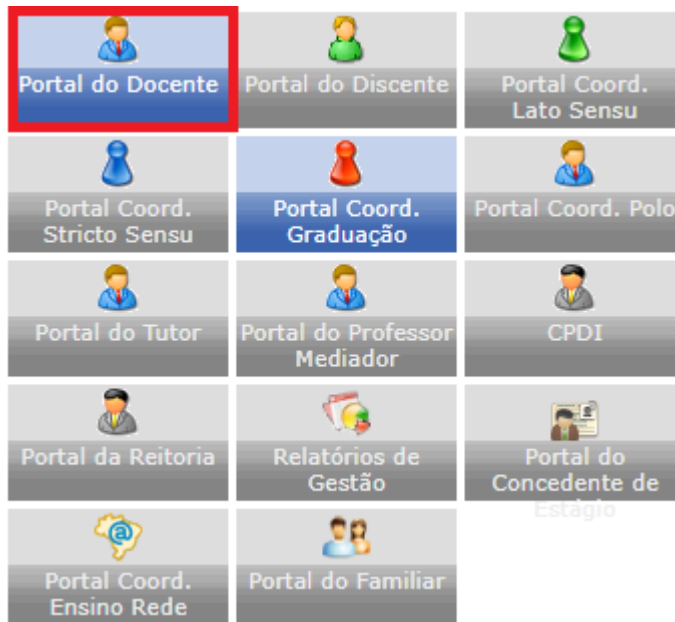 Portal do Docente
Portal do Discente
Portal Coord.
Lato Sensu
Portal Coord.
Stricto Sensu
Portal Coord.
Graduação
Portal Coord. Polo
Portal do Tutor
Portal do Professor
Mediador
CPDI
Portal da Reitoria
Relatórios de
Gestão
Portal do
Concedente de
Estágio
Portal Coord.
Ensino Rede
Portal do Familiar